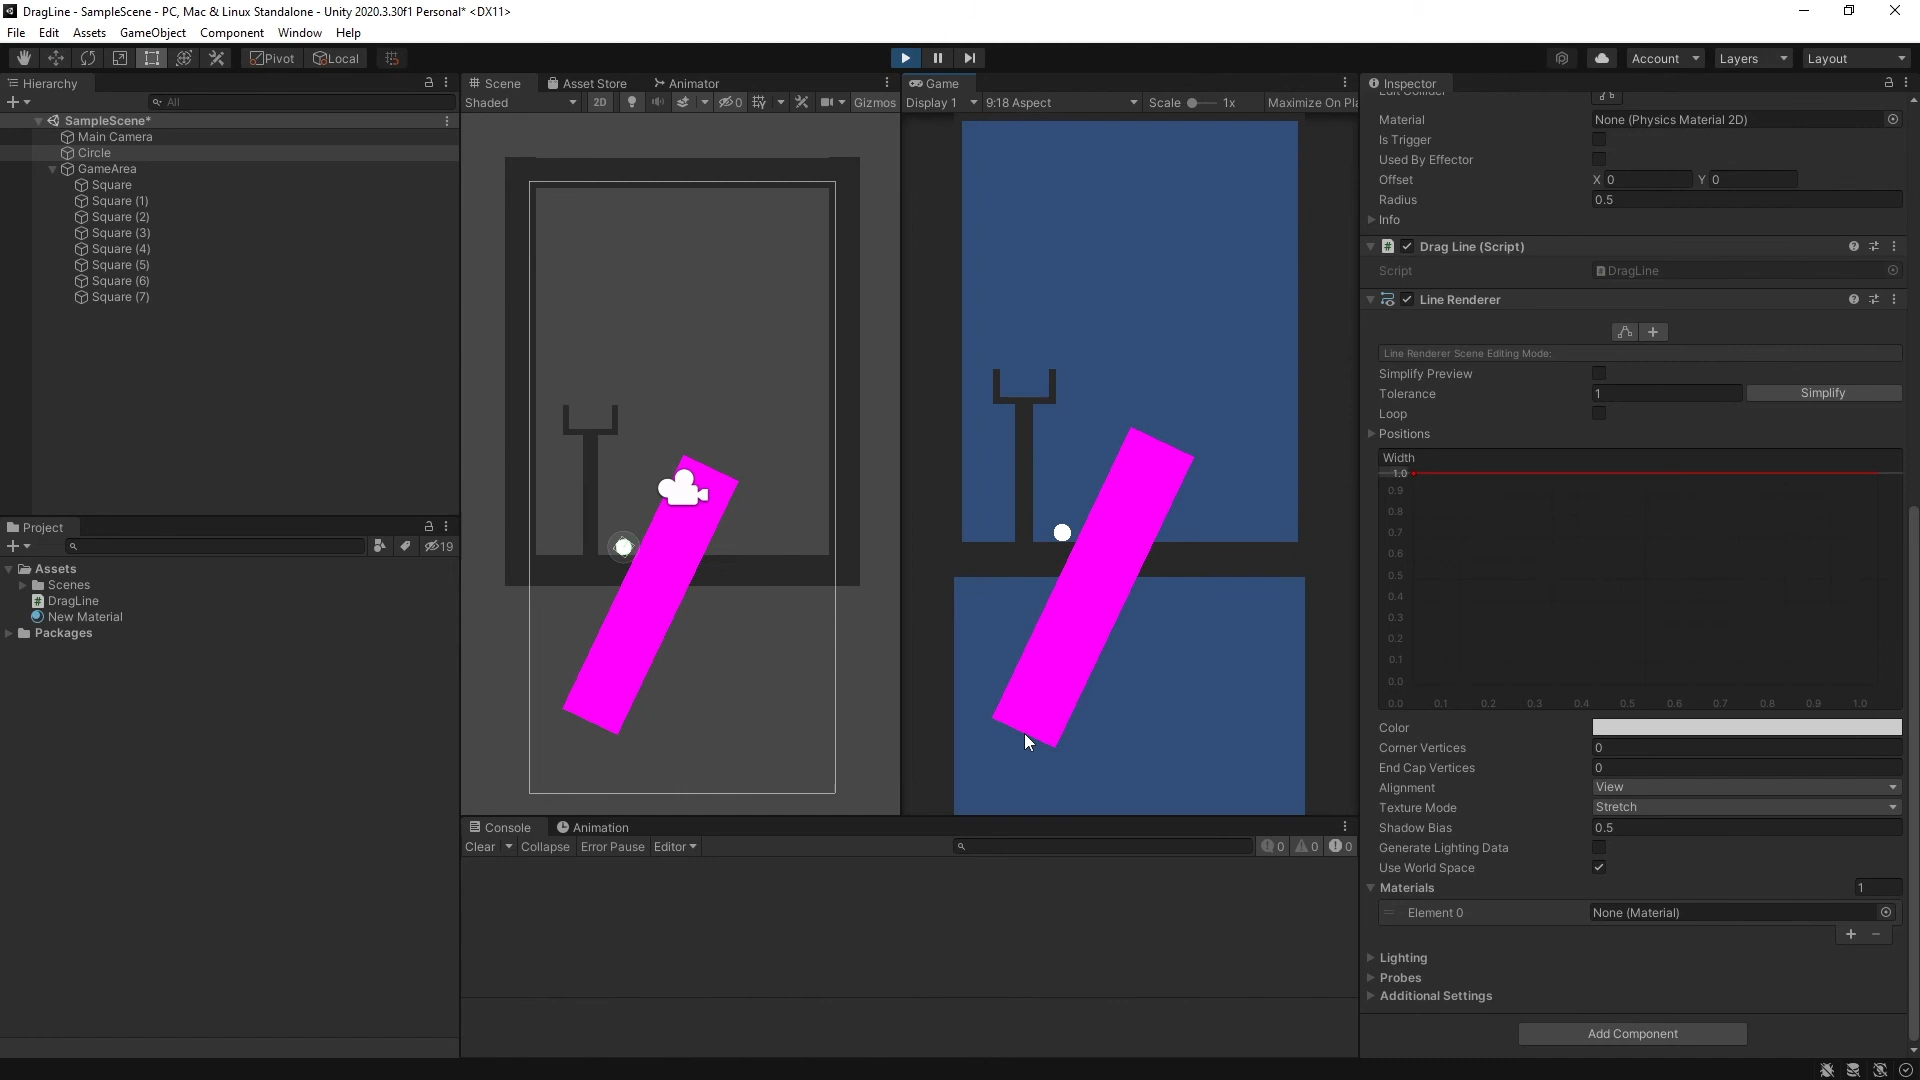 DragLine - SampleScene - PC, Mac & Linux Standalone - Unity 2020.3.30f1 Personal* <DX11>
File Edit Assets GameObject Component Window Help
Pivot Local Account Layers Layout
Hierarchy
All
SampleScene*
Main Camera
Circle
GameArea
Square
Square (1)
Square (2)
Square (3)
Square (4)
Square (5)
Square (6)
Square (7)
Project
19
Assets
Scenes
DragLine
New Material
Packages
Scene Asset Store Animator
Shaded 2D 0 Gizmos
Game
Display 1 9:18 Aspect Scale 1x Maximize On Pla
Console Animation
Clear Collapse Error Pause Editor 0 0 0
Inspector
Material None (Physics Material 2D)
Is Trigger
Used By Effector
Offset X 0 Y 0
Radius 0.5
Info
Drag Line (Script)
Script DragLine
Line Renderer
Line Renderer Scene Editing Mode:
Simplify Preview
Tolerance 1 Simplify
Loop
Positions
Width
1.0
0.9
0.8
0.7
0.6
0.5
0.4
0.3
0.2
0.1
0.0
0.0 0.1 0.2 0.3 0.4 0.5 0.6 0.7 0.8 0.9 1.0
Color
Corner Vertices 0
End Cap Vertices 0
Alignment View
Texture Mode Stretch
Shadow Bias 0.5
Generate Lighting Data
Use World Space
Materials 1
Element 0 None (Material)
Lighting
Probes
Additional Settings
Add Component